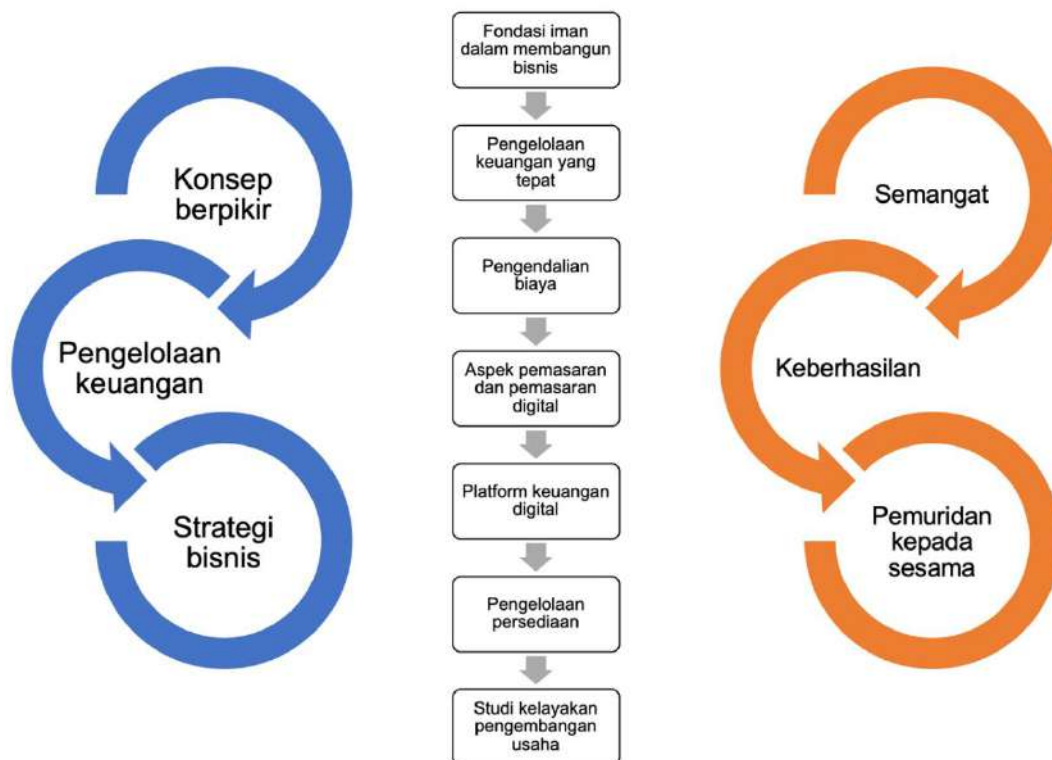 Konsep
berpikir
Pengelolaan
keuangan
Strategi
bisnis
Fondasi iman
dalam membangun
bisnis
Pengelolaan
keuangan yang
tepat
Pengendalian
biaya
Aspek pemasaran
dan pemasaran
digital
Platform keuangan
digital
Pengelolaan
persediaan
Studi kelayakan
pengembangan
usaha
Semangat
Keberhasilan
Pemuridan
kepada
sesama